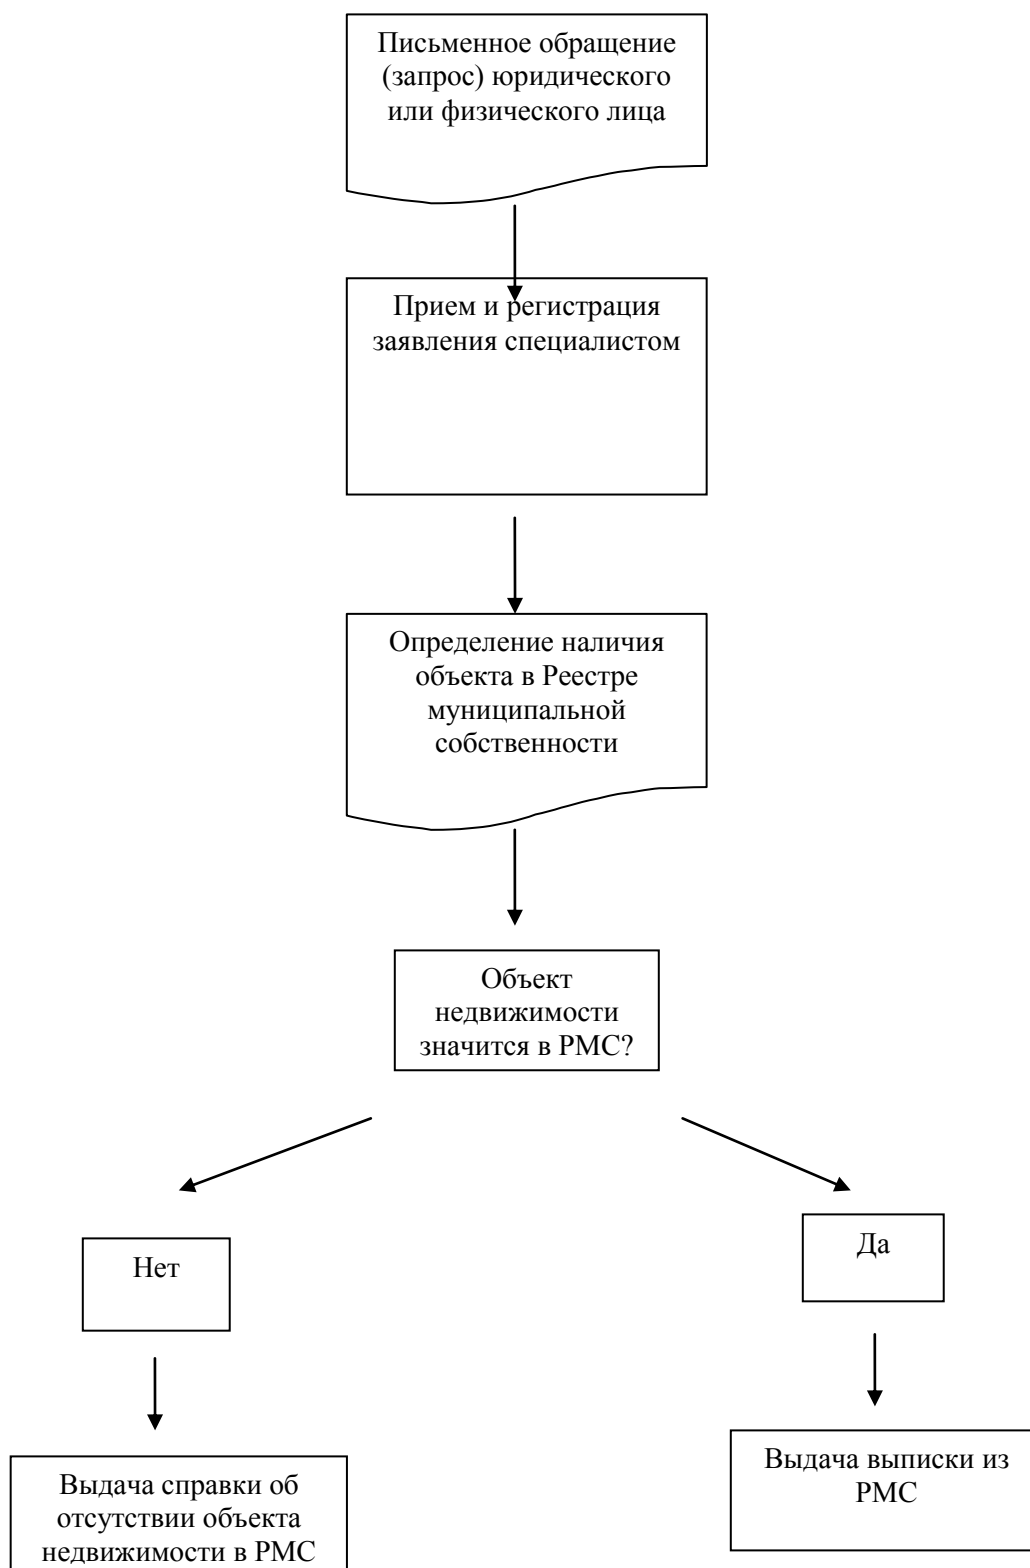 Письменное обращение
(запрос) юридического
или физического лица
Прием и регистрация
заявления специалистом
Определение наличия
объекта в Реестре
муниципальной
собственности
Объект
недвижимости
значится в РМС?
Нет
Да
Выдача справки об
отсутствии объекта
недвижимости в РМС
Выдача выписки из
РМС